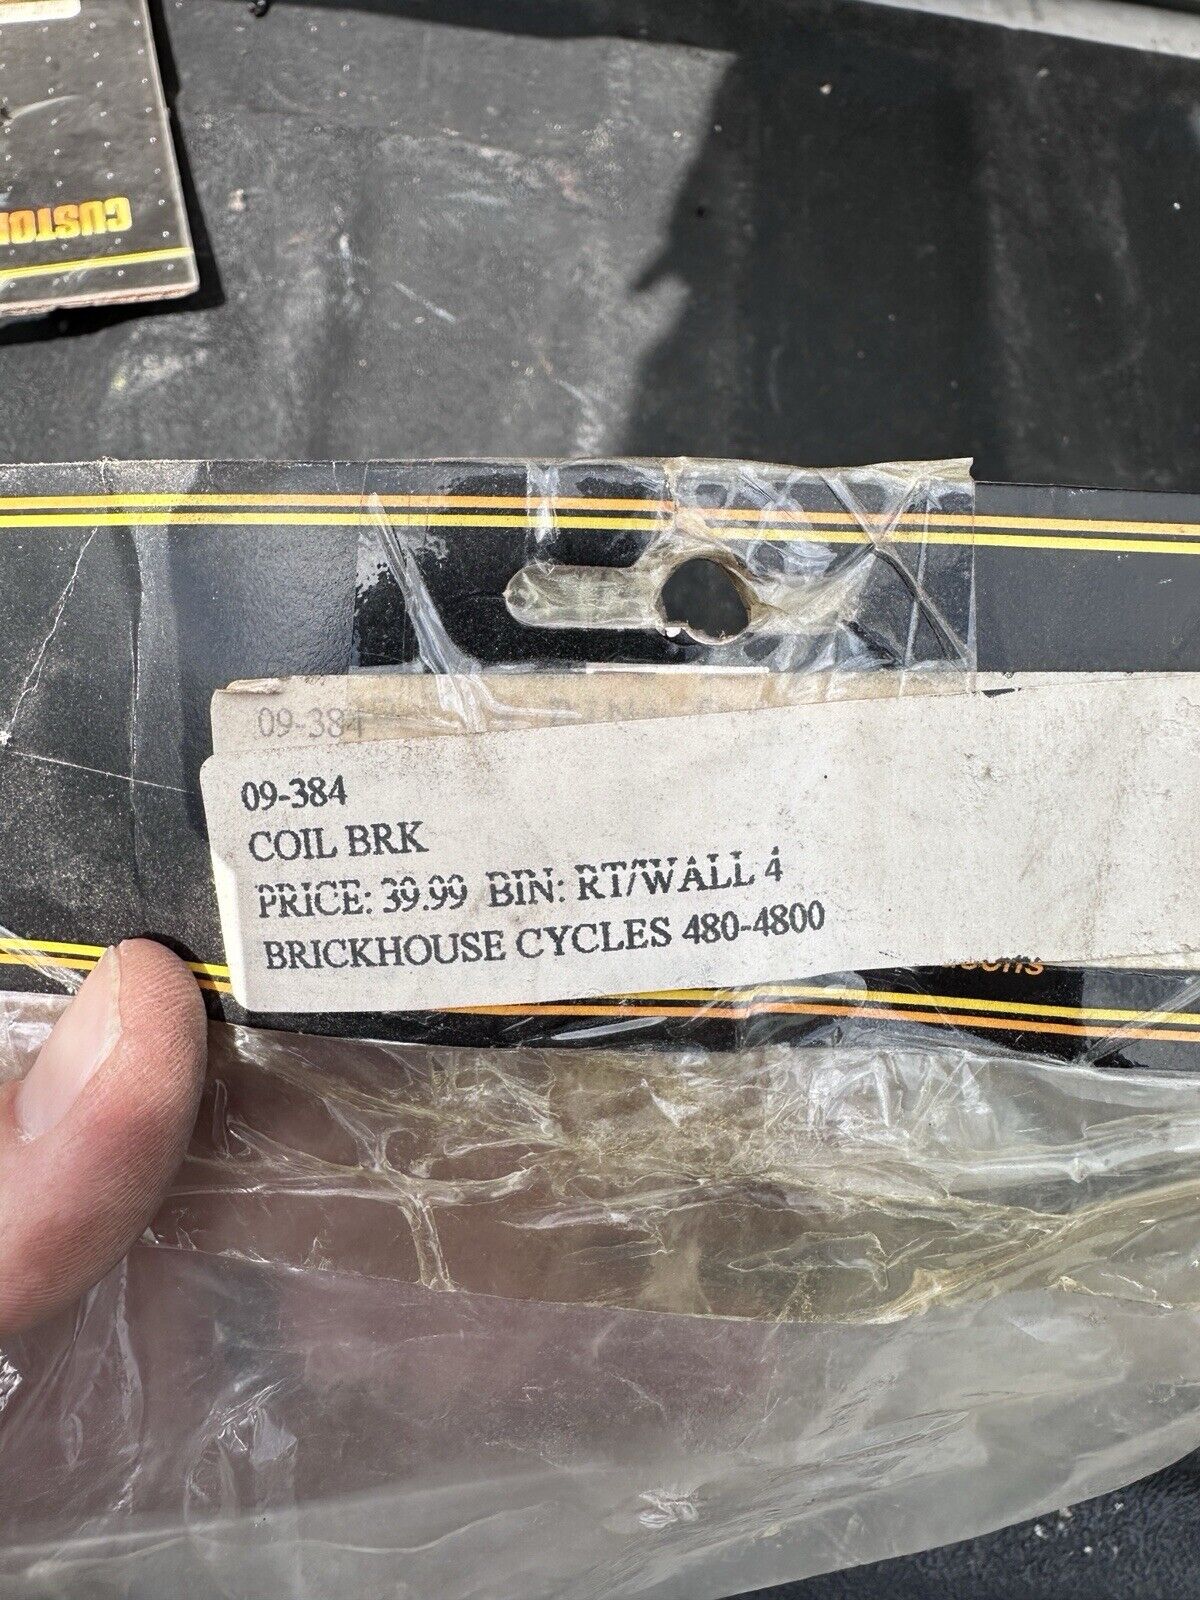 09-384
09-384
COIL BRK
PRICE: 39.99 BIN: RT/WALL 4
BRICKHOUSE CYCLES 480-4800